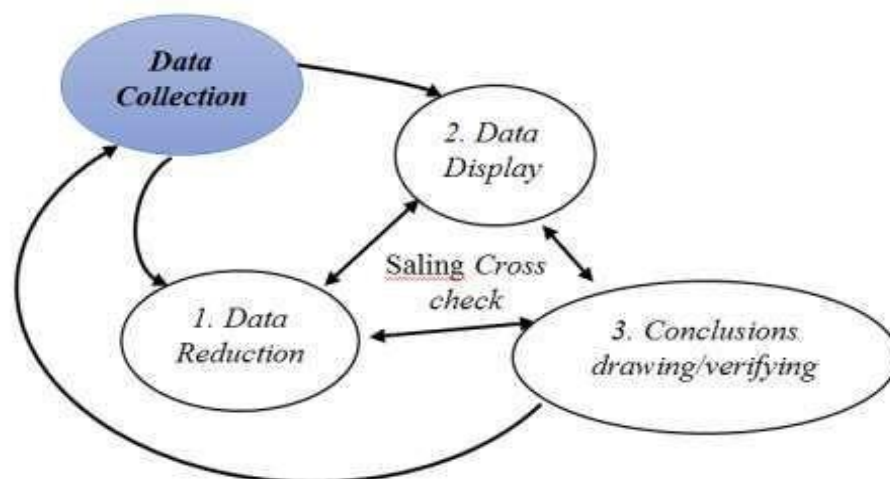 Data
Collection
2. Data
Display
Saling Cross
check
1. Data
Reduction
3. Conclusions
drawing/verifying